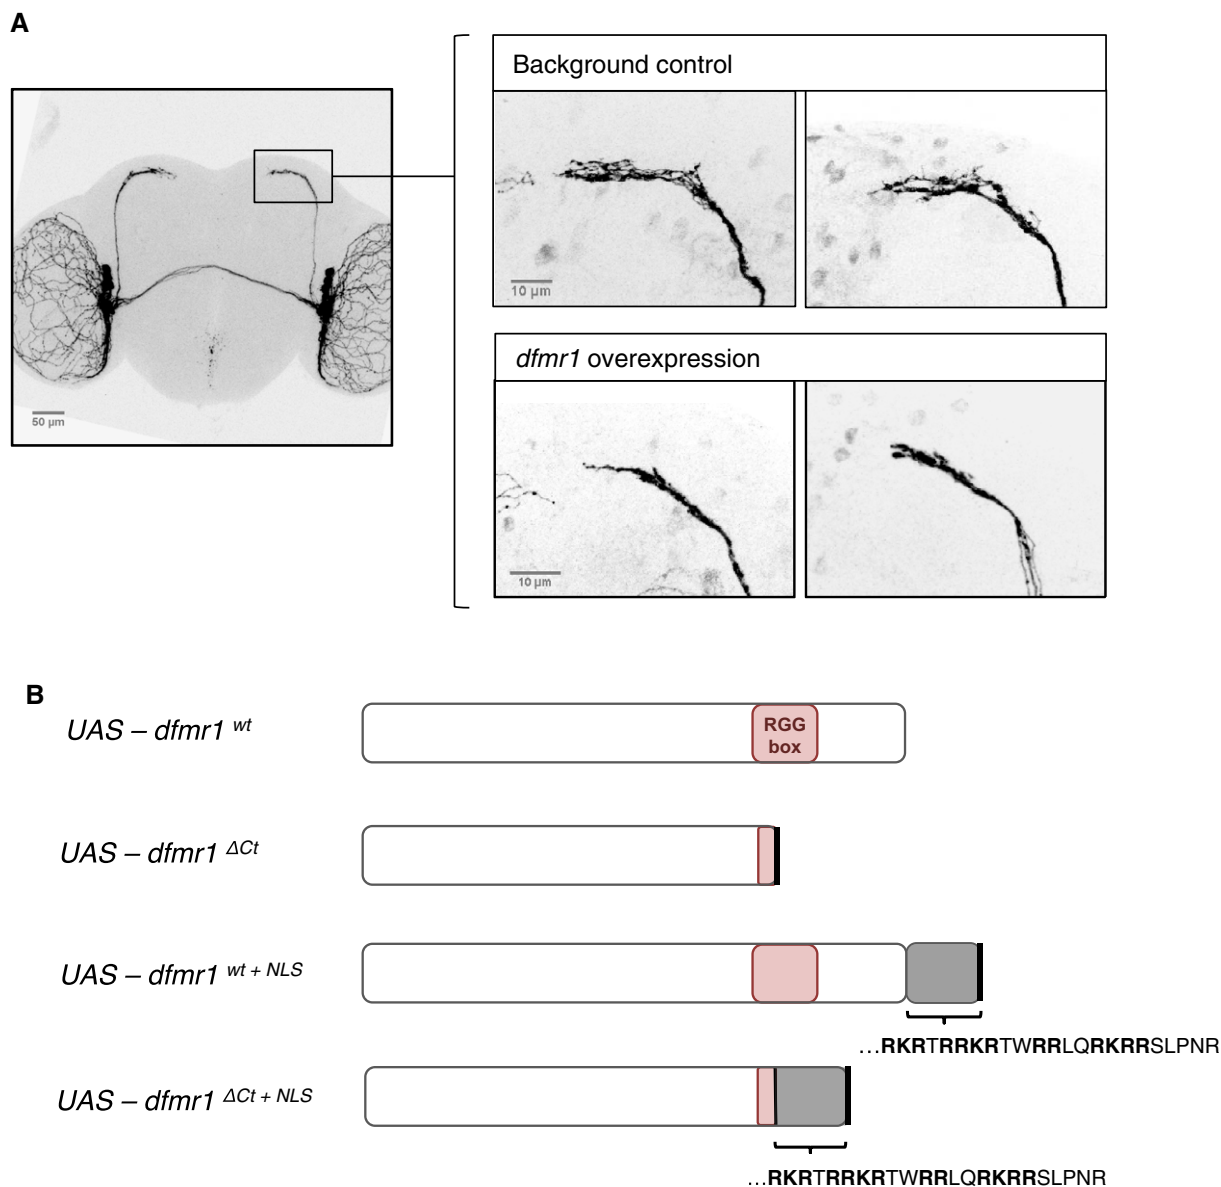 A
Background control
10 µm
50 µm
dfmr1 overexpression
10 µm
B
UAS – dfmr1 wt
RGG
box
UAS – dfmr1 ΔCt
UAS – dfmr1 wt + NLS
...RKRTRRKRTWRRLQRKRRSLPNR
UAS – dfmr1 ΔCt + NLS
...RKRTRRKRTWRRLQRKRRSLPNR